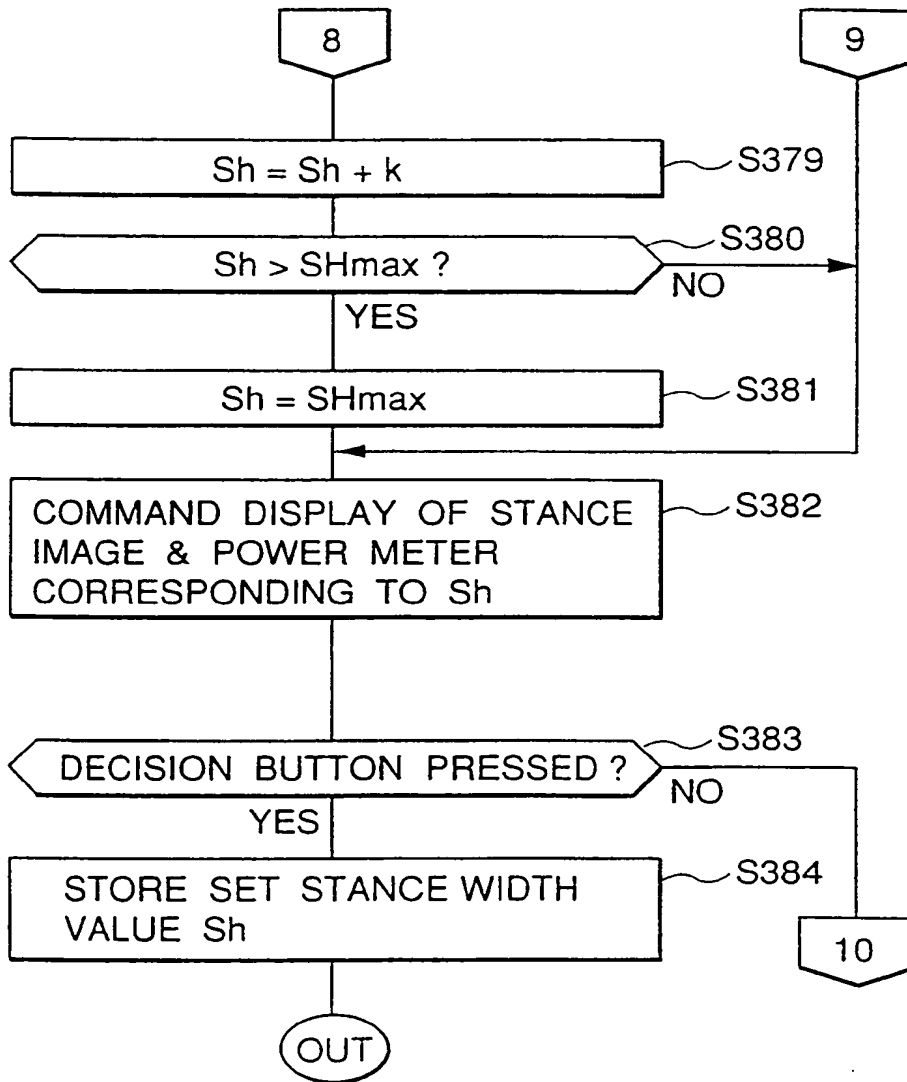 8
9
Sh = Sh + k
S379
Sh > SHmax ?
S380
NO
YES
Sh = SHmax
S381
COMMAND DISPLAY OF STANCE
IMAGE & POWER METER
CORRESPONDING TO Sh
S382
DECISION BUTTON PRESSED ?
S383
NO
YES
STORE SET STANCE WIDTH
VALUE Sh
S384
10
OUT